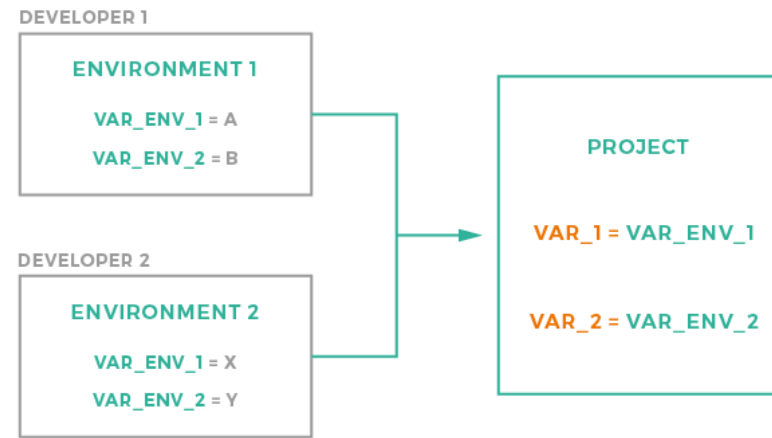 DEVELOPER 1
ENVIRONMENT 1
VAR_ENV_1 = A
VAR_ENV_2 = B
DEVELOPER 2
ENVIRONMENT 2
VAR_ENV_1 = X
VAR_ENV_2 = Y
PROJECT
VAR_1 = VAR_ENV_1
VAR_2 = VAR_ENV_2